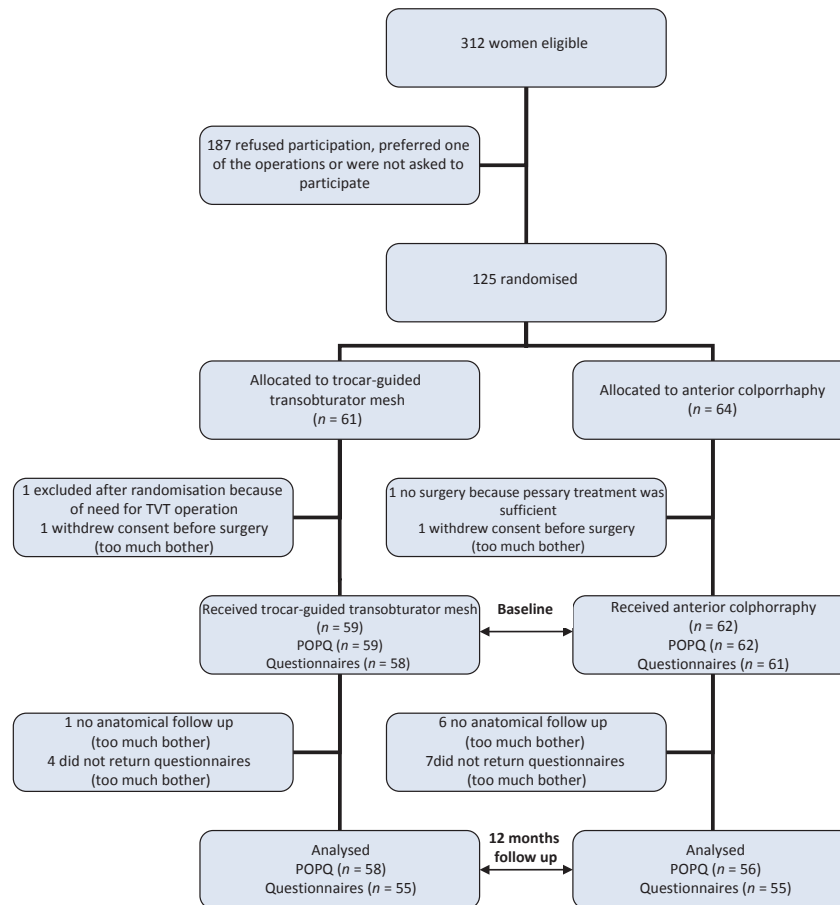 312 women eligible
187 refused participation, preferred one
of the operations or were not asked to
participate
125 randomised
Allocated to trocar-guided
transobturator mesh
(n = 61)
Allocated to anterior colporrhaphy
(n = 64)
1 excluded after randomisation because
of need for TVT operation
1 withdrew consent before surgery
(too much bother)
1 no surgery because pessary treatment was
sufficient
1 withdrew consent before surgery
(too much bother)
Received trocar-guided transobturator mesh
(n = 59)
POPQ (n = 59)
Questionnaires (n = 58)
Baseline
Received anterior colphorraphy
(n = 62)
POPQ (n = 62)
Questionnaires (n = 61)
1 no anatomical follow up
(too much bother)
4 did not return questionnaires
(too much bother)
6 no anatomical follow up
(too much bother)
7did not return questionnaires
(too much bother)
Analysed
POPQ (n = 58)
Questionnaires (n = 55)
12 months
follow up
Analysed
POPQ (n = 56)
Questionnaires (n = 55)